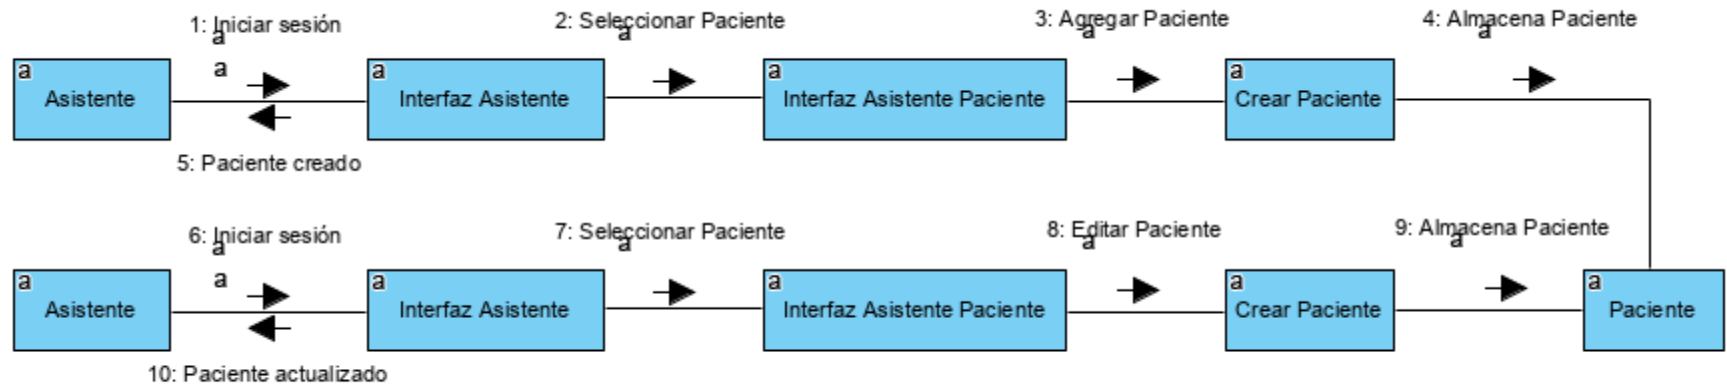 1: Iniciar sesión
2: Seleccionar Paciente
3: Agregar Paciente
4: Almacena Paciente
a
a
a
a
a
a
Asistente
a
Interfaz Asistente
a
Interfaz Asistente Paciente
a
Crear Paciente
5: Paciente creado
6: Iniciar sesión
7: Seleccionar Paciente
8: Editar Paciente
9: Almacena Paciente
a
a
a
a
a
a
Asistente
a
Interfaz Asistente
a
Interfaz Asistente Paciente
a
Crear Paciente
a
Paciente
10: Paciente actualizado